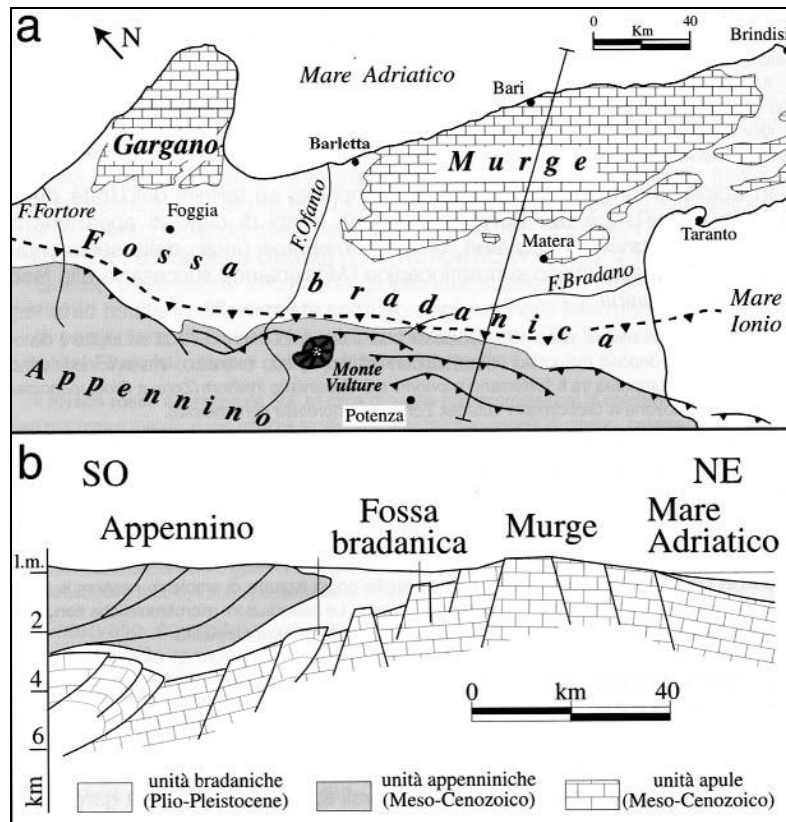 a
N
Mare Adriatico
0 40
Km
Brindisi
Bari
Gargano
Barletta
Murge
F.Fortore
Foggia
F.Ofanto
Taranto
Matera
Fossa bradanica
F.Bradano
Mare
Ionio
Appennino
Monte
Vulture
Potenza
b
SO
NE
Appennino
Fossa
bradanica
Murge
Mare
Adriatico
l.m.
2
4
6
km
0 40
km
unità bradaniche
(Plio-Pleistocene)
unità appenniniche
(Meso-Cenozoico)
unità apule
(Meso-Cenozoico)